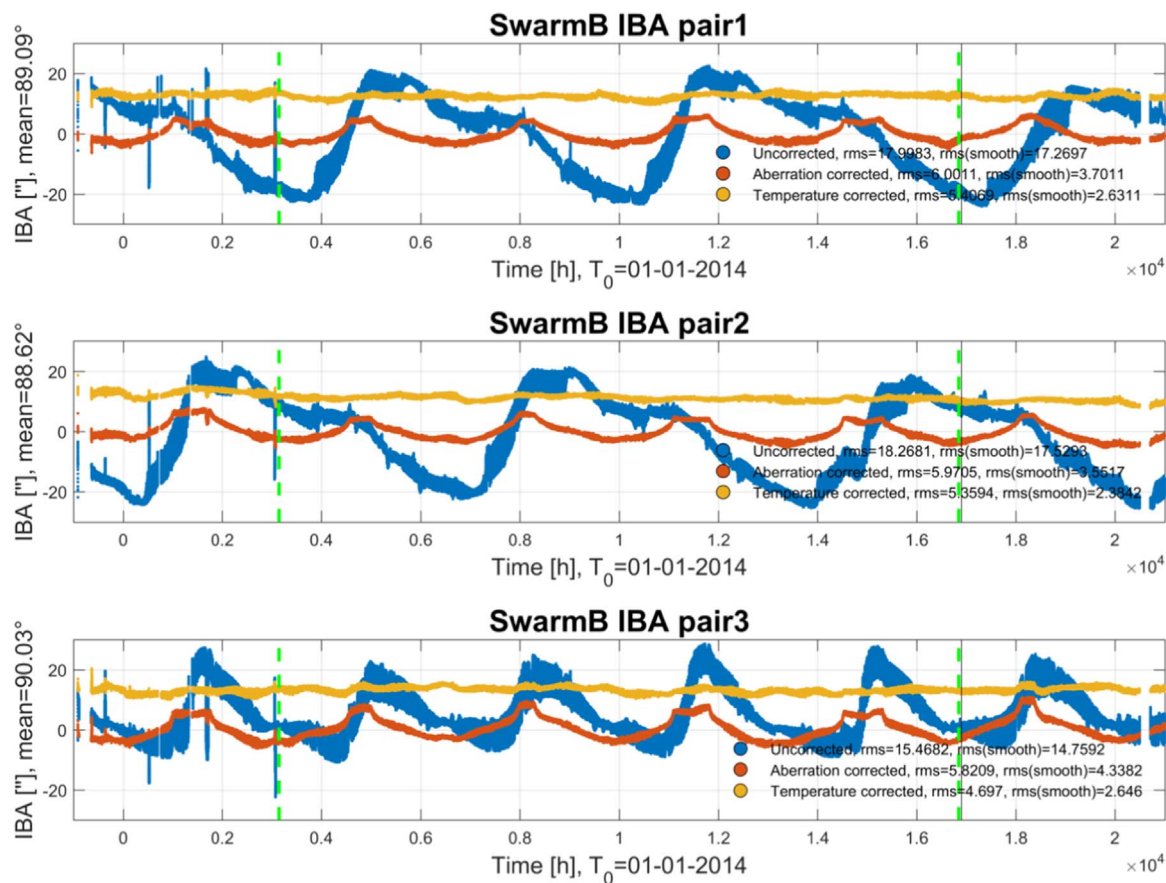 SwarmB IBA pair1
IBA ["], mean=89.09°
20
0
-20
Uncorrected, rms=17.9983, rms(smooth)=17.2697
Aberration corrected, rms=6.0011, rms(smooth)=3.7011
Temperature corrected, rms=5.4069, rms(smooth)=2.6311
0 0.2 0.4 0.6 0.8 1 1.2 1.4 1.6 1.8 2
×10⁴
Time [h], T₀=01-01-2014
SwarmB IBA pair2
IBA ["], mean=88.62°
20
0
-20
Uncorrected, rms=18.2681, rms(smooth)=17.5293
Aberration corrected, rms=5.9705, rms(smooth)=3.5517
Temperature corrected, rms=5.3594, rms(smooth)=2.3842
0 0.2 0.4 0.6 0.8 1 1.2 1.4 1.6 1.8 2
×10⁴
Time [h], T₀=01-01-2014
SwarmB IBA pair3
IBA ["], mean=90.03°
20
0
-20
Uncorrected, rms=15.4682, rms(smooth)=14.7592
Aberration corrected, rms=5.8209, rms(smooth)=4.3382
Temperature corrected, rms=4.697, rms(smooth)=2.646
0 0.2 0.4 0.6 0.8 1 1.2 1.4 1.6 1.8 2
×10⁴
Time [h], T₀=01-01-2014